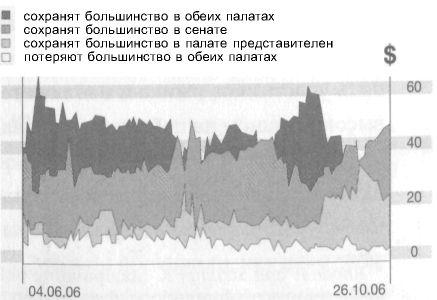 сохранят большинство в обеих палатах
сохранят большинство в сенате
сохранят большинство в палате представителен
потеряют большинство в обеих палатах
$
60
40
20
0
04.06.06
26.10.06